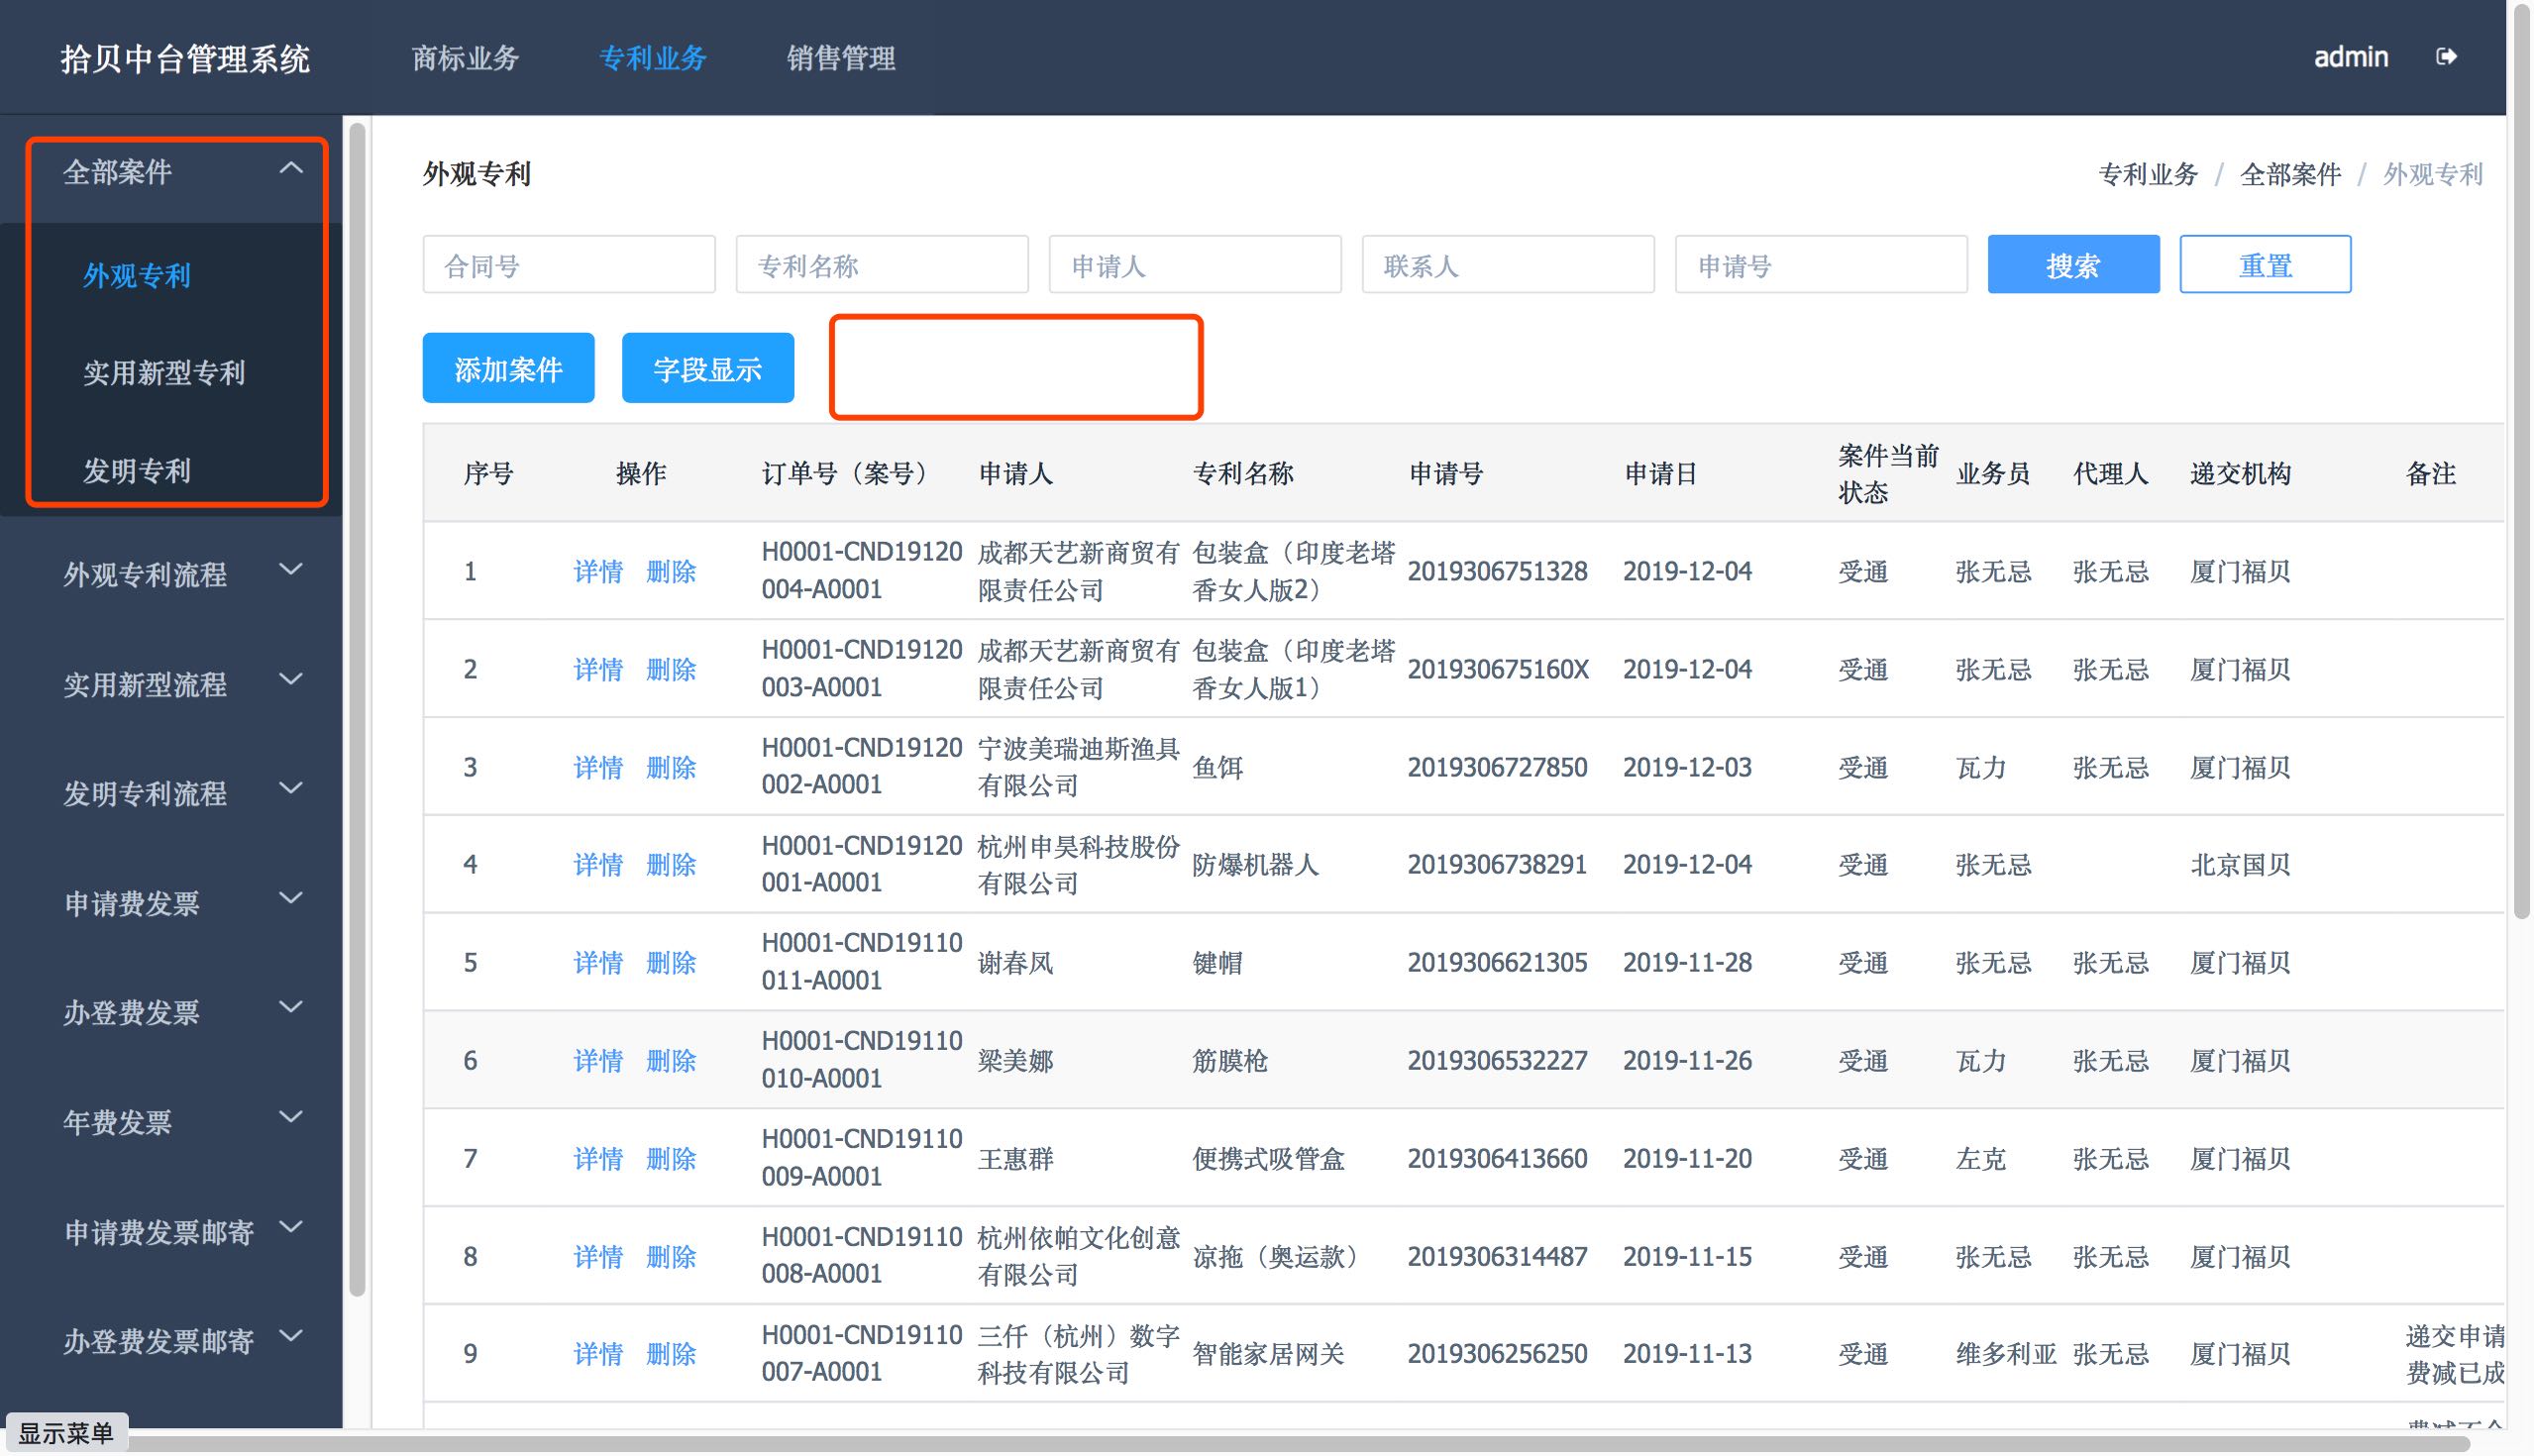 拾贝中台管理系统
商标业务
专利业务
销售管理
admin
全部案件
外观专利
实用新型专利
发明专利
外观专利流程
实用新型流程
发明专利流程
申请费发票
办登费发票
年费发票
申请费发票邮寄
办登费发票邮寄
显示菜单
外观专利
专利业务 / 全部案件 / 外观专利
合同号 专利名称 申请人 联系人 申请号 搜索 重置
添加案件 字段显示
序号 操作 订单号（案号） 申请人 专利名称 申请号 申请日 案件当前 业务员 代理人 递交机构 备注
状态
1 详情 删除 H0001-CND19120 成都天艺新商贸有 包装盒（印度老塔 2019306751328 2019-12-04 受通 张无忌 张无忌 厦门福贝
004-A0001 限责任公司 香女人版2）
2 详情 删除 H0001-CND19120 成都天艺新商贸有 包装盒（印度老塔 201930675160X 2019-12-04 受通 张无忌 张无忌 厦门福贝
003-A0001 限责任公司 香女人版1）
3 详情 删除 H0001-CND19120 宁波美瑞迪斯渔具 鱼饵 2019306727850 2019-12-03 受通 瓦力 张无忌 厦门福贝
002-A0001 有限公司
4 详情 删除 H0001-CND19120 杭州申昊科技股份 防爆机器人 2019306738291 2019-12-04 受通 张无忌 北京国贝
001-A0001 有限公司
5 详情 删除 H0001-CND19110 谢春凤 键帽 2019306621305 2019-11-28 受通 张无忌 张无忌 厦门福贝
011-A0001
6 详情 删除 H0001-CND19110 梁美娜 筋膜枪 2019306532227 2019-11-26 受通 瓦力 张无忌 厦门福贝
010-A0001
7 详情 删除 H0001-CND19110 王惠群 便携式吸管盒 2019306413660 2019-11-20 受通 左克 张无忌 厦门福贝
009-A0001
8 详情 删除 H0001-CND19110 杭州依帕文化创意 凉拖（奥运款） 2019306314487 2019-11-15 受通 张无忌 张无忌 厦门福贝
008-A0001 有限公司
9 详情 删除 H0001-CND19110 三仟（杭州）数字 智能家居网关 2019306256250 2019-11-13 受通 维多利亚 张无忌 厦门福贝 递交申请
007-A0001 科技有限公司 费减已成